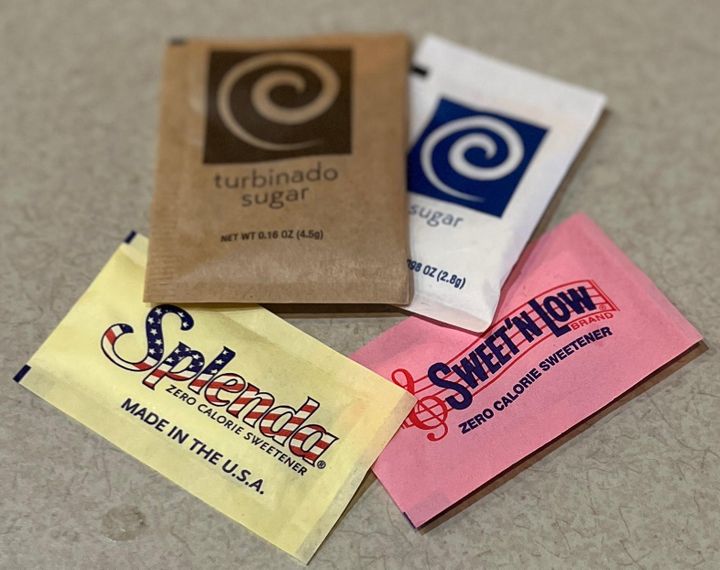 turbinado
sugar
NET WT 0.16 OZ (4.5g)
sugar
098 OZ (2.8g)
Splenda®
ZERO CALORIE SWEETENER
MADE IN THE U.S.A.
SWEET'N LOW®
BRAND
ZERO CALORIE SWEETENER